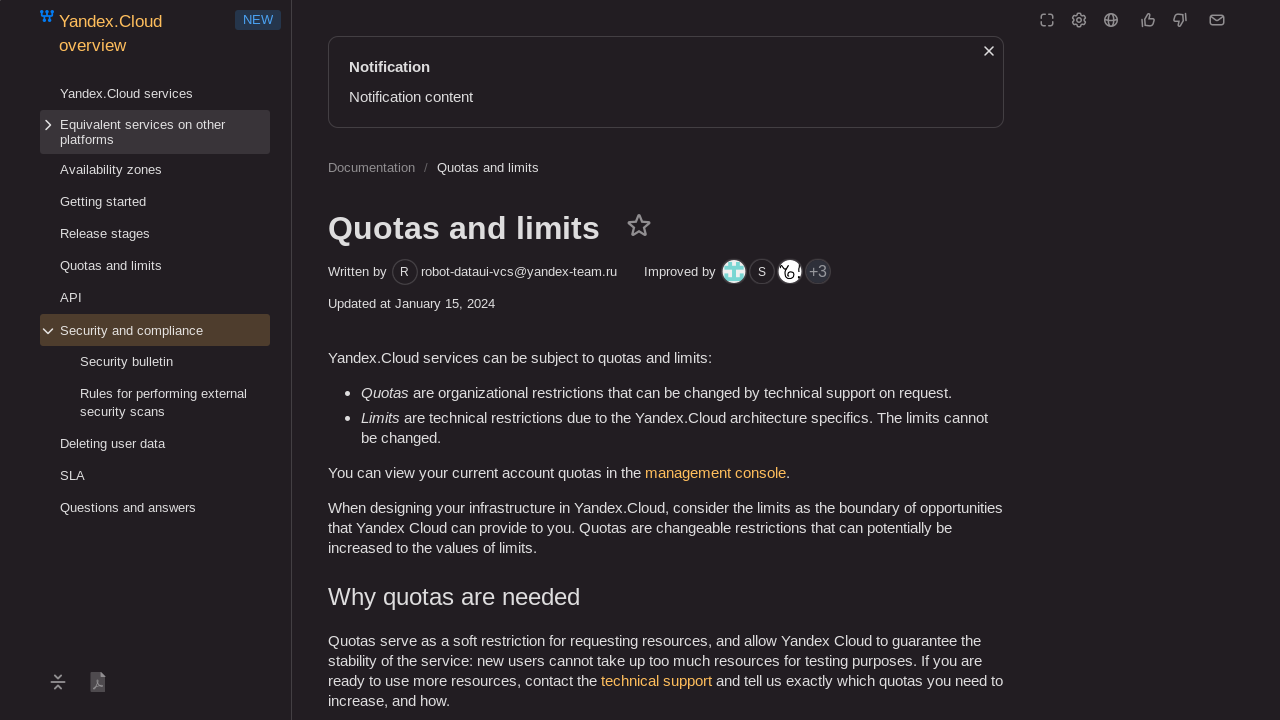 Yandex.Cloud overview
NEW
Yandex.Cloud services
Equivalent services on other platforms
Availability zones
Getting started
Release stages
Quotas and limits
API
Security and compliance
Security bulletin
Rules for performing external security scans
Deleting user data
SLA
Questions and answers
Notification
Notification content
Documentation / Quotas and limits
Quotas and limits
Written by R robot-dataui-vcs@yandex-team.ru Improved by S +3
Updated at January 15, 2024
Yandex.Cloud services can be subject to quotas and limits:
• Quotas are organizational restrictions that can be changed by technical support on request.
• Limits are technical restrictions due to the Yandex.Cloud architecture specifics. The limits cannot
be changed.
You can view your current account quotas in the management console.
When designing your infrastructure in Yandex.Cloud, consider the limits as the boundary of opportunities
that Yandex Cloud can provide to you. Quotas are changeable restrictions that can potentially be
increased to the values of limits.
Why quotas are needed
Quotas serve as a soft restriction for requesting resources, and allow Yandex Cloud to guarantee the
stability of the service: new users cannot take up too much resources for testing purposes. If you are
ready to use more resources, contact the technical support and tell us exactly which quotas you need to
increase, and how.